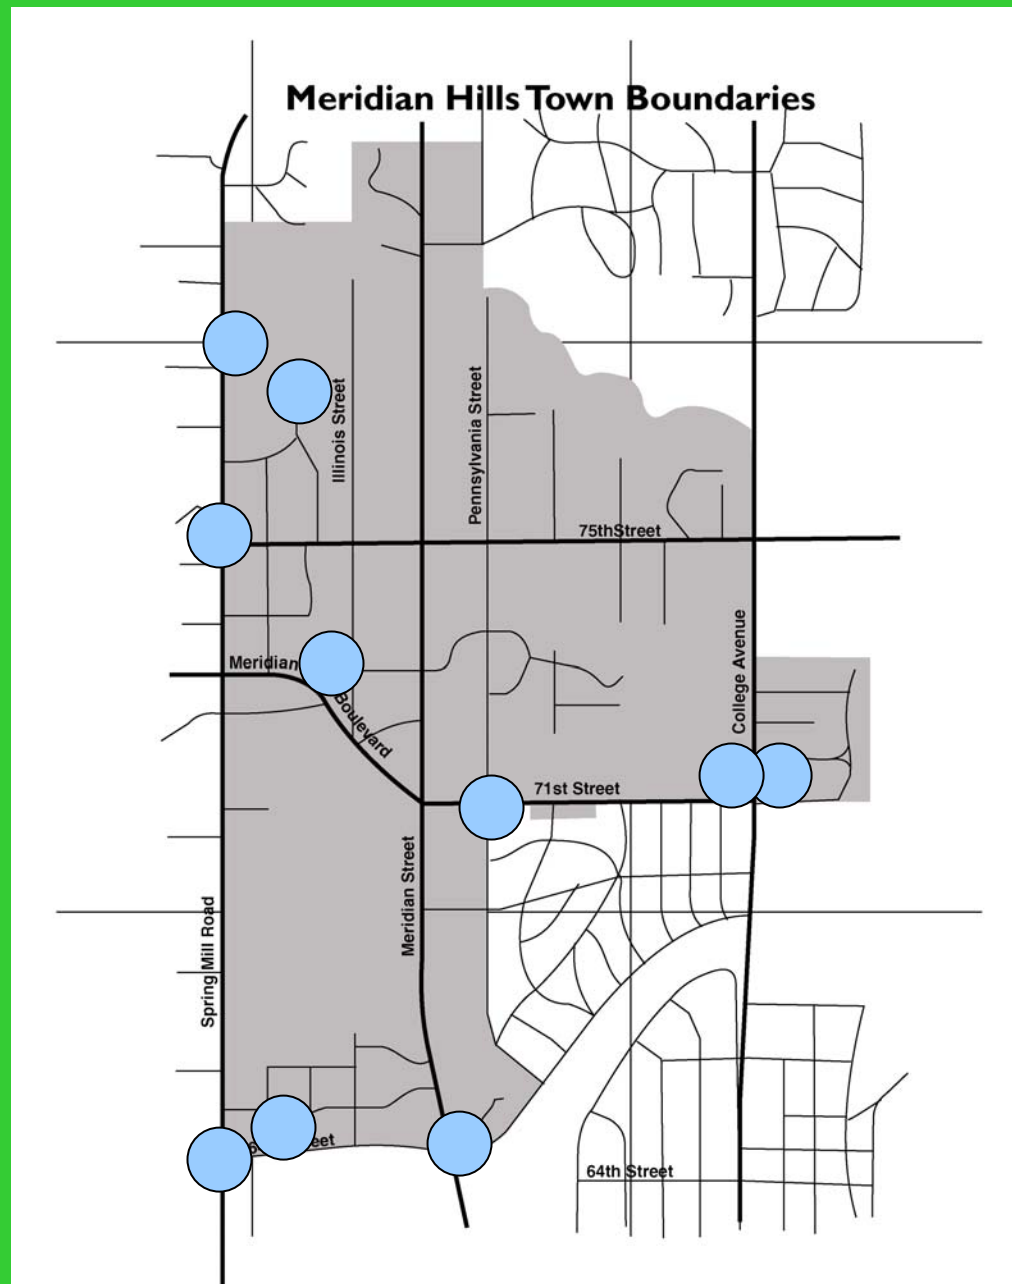 Meridian Hills Town Boundaries
Illinois Street
Pennsylvania Street
75thStreet
College Avenue
Meridian
Boulevard
71st Street
Meridian Street
Spring Mill Road
64th Street